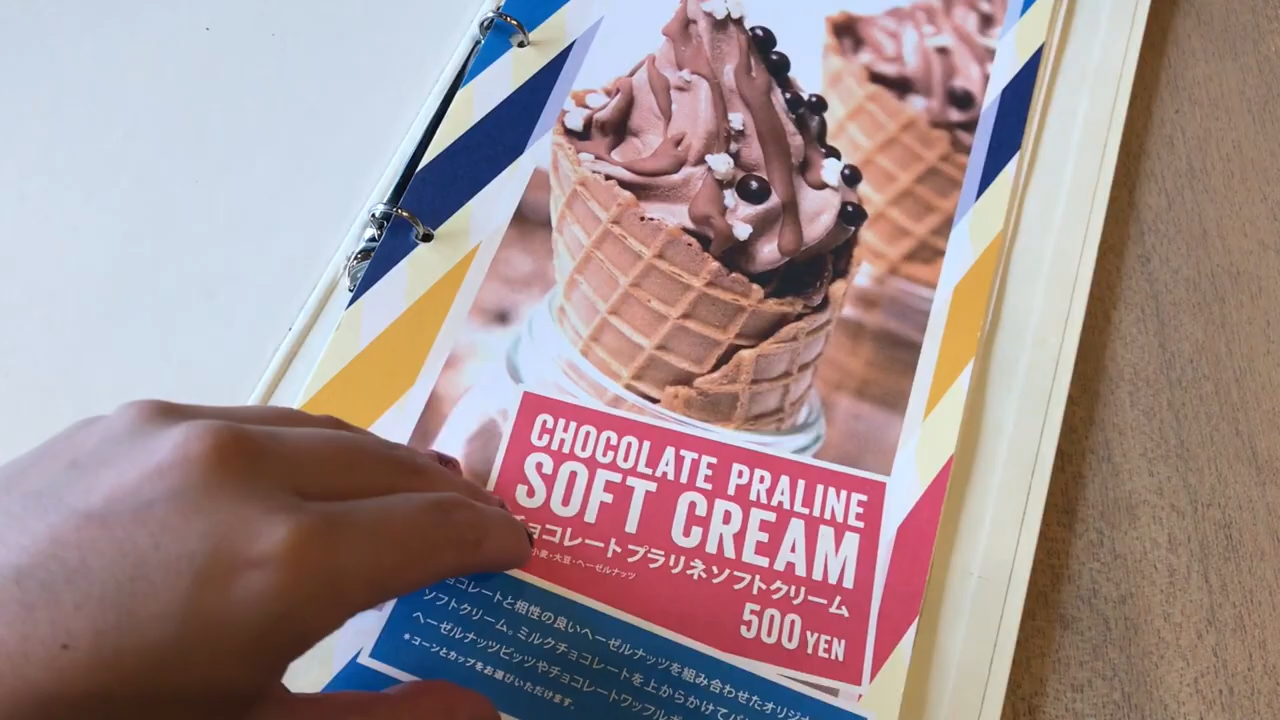 CHOCOLATE PRALINE
SOFT CREAM
チョコレートプラリネソフトクリーム
小麦・大豆・ヘーゼルナッツ
500 YEN
コレートと相性の良いヘーゼルナッツを組み合わせたオリジナ
ソフトクリーム。ミルクチョコレートを上からかけてパ
ヘーゼルナッツビッツやチョコレートワッフル
*コーンとカップをお選びいただけます。